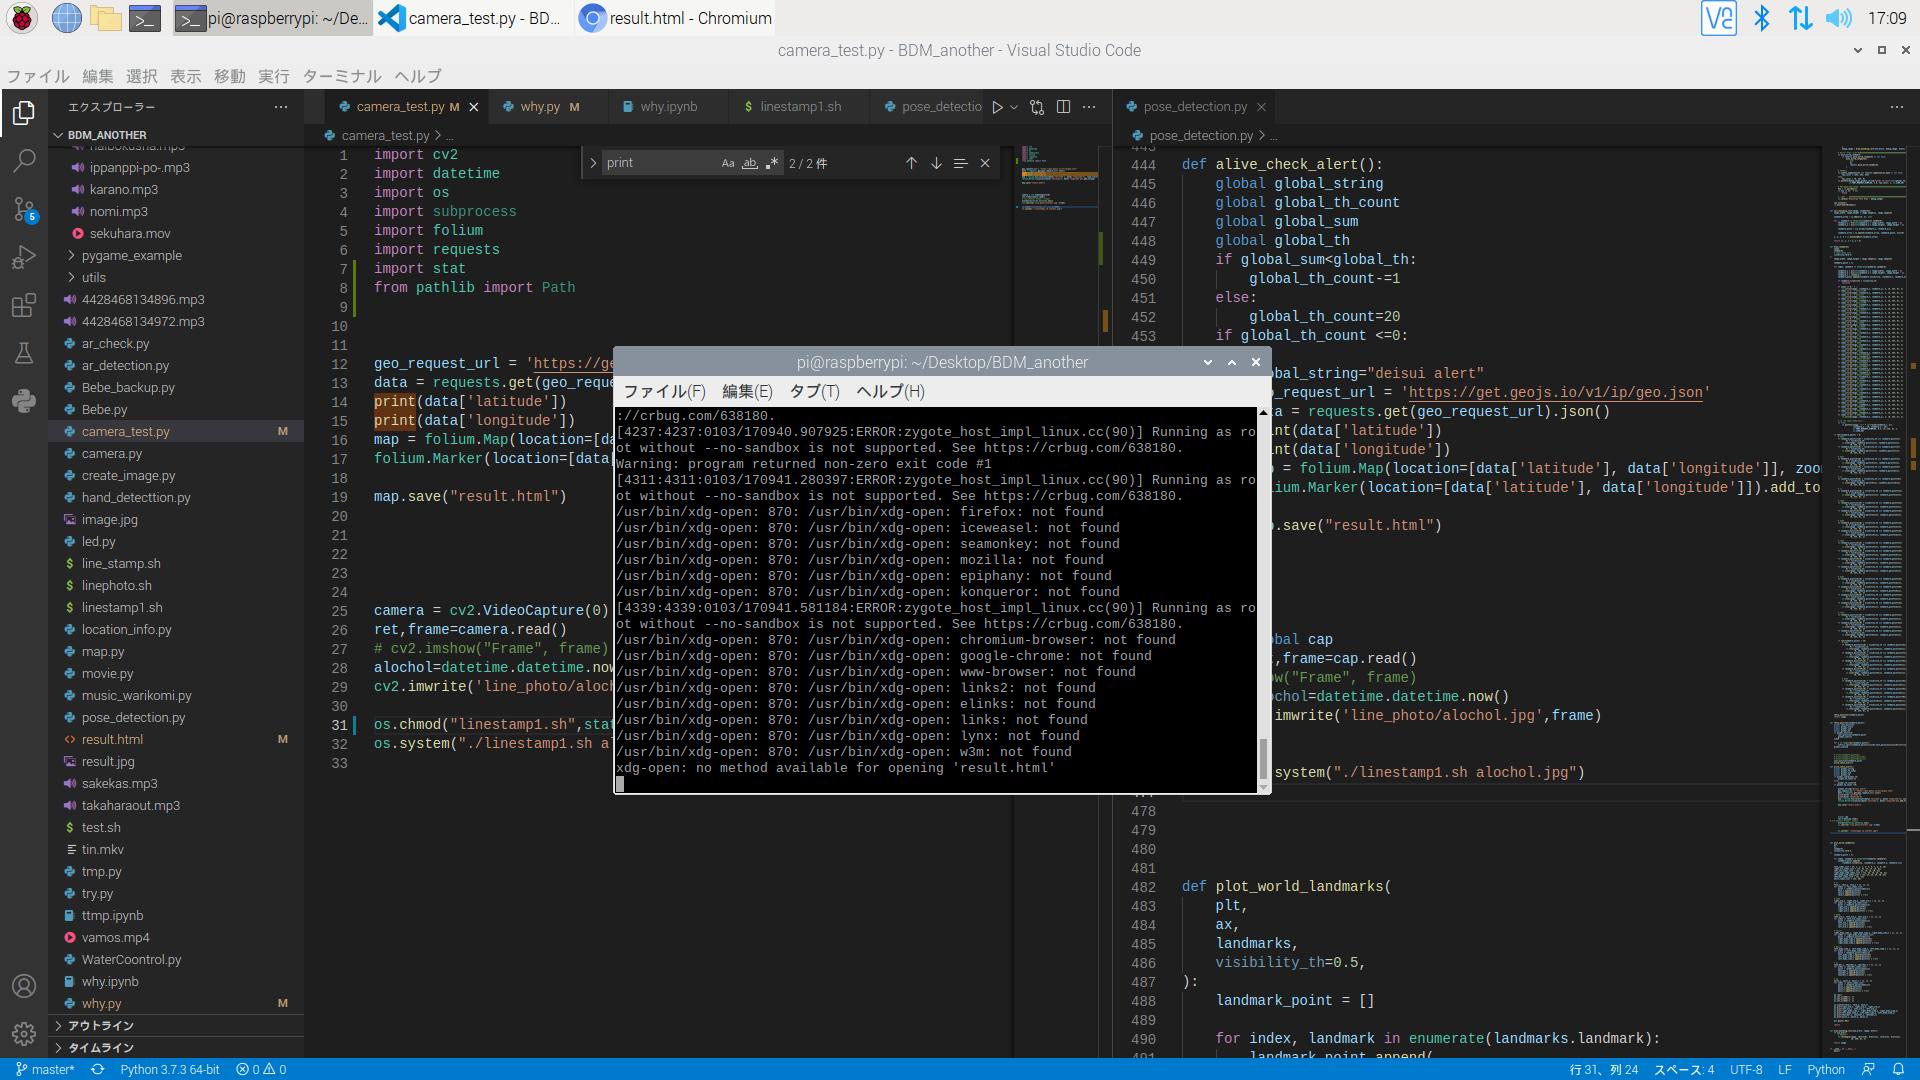 pi@raspberrypi: ~/De...
camera_test.py - BD...
result.html - Chromium
17:09
camera_test.py - BDM_another - Visual Studio Code
ファイル 編集 選択 表示 移動 実行 ターミナル ヘルプ
エクスプローラー
BDM_ANOTHER
haibokusha.mp3
ippanppi-po-.mp3
karano.mp3
nomi.mp3
sekuhara.mov
pygame_example
utils
4428468134896.mp3
4428468134972.mp3
ar_check.py
ar_detection.py
Bebe_backup.py
Bebe.py
camera_test.py M
camera.py
create_image.py
hand_detecttion.py
image.jpg
led.py
line_stamp.sh
linephoto.sh
linestamp1.sh
location_info.py
map.py
movie.py
music_warikomi.py
pose_detection.py
result.html M
result.jpg
sakekas.mp3
takaharaout.mp3
test.sh
tin.mkv
tmp.py
try.py
ttmp.ipynb
vamos.mp4
WaterCoontrol.py
why.ipynb
why.py M
アウトライン
タイムライン
5
camera_test.py M
why.py M
why.ipynb
linestamp1.sh
pose_detectio
camera_test.py > ...
print
Aa ab
2 / 2 件
1 import cv2
2 import datetime
3 import os
4 import subprocess
5 import folium
6 import requests
7 import stat
8 from pathlib import Path
9
10
11
12 geo_request_url = 'https://ge
13 data = requests.get(geo_reque
14 print(data['latitude'])
15 print(data['longitude'])
16 map = folium.Map(location=[da
17 folium.Marker(location=[data[
18
19 map.save("result.html")
20
21
22
23
24
25 camera = cv2.VideoCapture(0)
26 ret,frame=camera.read()
27 # cv2.imshow("Frame", frame)
28 alochol=datetime.datetime.now
29 cv2.imwrite('line_photo/aloch
30
31 os.chmod("linestamp1.sh",stat
32 os.system("./linestamp1.sh al
33
pi@raspberrypi: ~/Desktop/BDM_another
ファイル(F) 編集(E) タブ(T) ヘルプ(H)
://crbug.com/638180.
[4237:4237:0103/170940.907925:ERROR:zygote_host_impl_linux.cc(90)] Running as ro
ot without --no-sandbox is not supported. See https://crbug.com/638180.
Warning: program returned non-zero exit code #1
[4311:4311:0103/170941.280397:ERROR:zygote_host_impl_linux.cc(90)] Running as ro
ot without --no-sandbox is not supported. See https://crbug.com/638180.
/usr/bin/xdg-open: 870: /usr/bin/xdg-open: firefox: not found
/usr/bin/xdg-open: 870: /usr/bin/xdg-open: iceweasel: not found
/usr/bin/xdg-open: 870: /usr/bin/xdg-open: seamonkey: not found
/usr/bin/xdg-open: 870: /usr/bin/xdg-open: mozilla: not found
/usr/bin/xdg-open: 870: /usr/bin/xdg-open: epiphany: not found
/usr/bin/xdg-open: 870: /usr/bin/xdg-open: konqueror: not found
[4339:4339:0103/170941.581184:ERROR:zygote_host_impl_linux.cc(90)] Running as ro
ot without --no-sandbox is not supported. See https://crbug.com/638180.
/usr/bin/xdg-open: 870: /usr/bin/xdg-open: chromium-browser: not found
/usr/bin/xdg-open: 870: /usr/bin/xdg-open: google-chrome: not found
/usr/bin/xdg-open: 870: /usr/bin/xdg-open: www-browser: not found
/usr/bin/xdg-open: 870: /usr/bin/xdg-open: links2: not found
/usr/bin/xdg-open: 870: /usr/bin/xdg-open: elinks: not found
/usr/bin/xdg-open: 870: /usr/bin/xdg-open: links: not found
/usr/bin/xdg-open: 870: /usr/bin/xdg-open: lynx: not found
/usr/bin/xdg-open: 870: /usr/bin/xdg-open: w3m: not found
xdg-open: no method available for opening 'result.html'
pose_detection.py
pose_detection.py > ...
443
444 def alive_check_alert():
445 global global_string
446 global global_th_count
447 global global_sum
448 global global_th
449 if global_sum<global_th:
450 global_th_count-=1
451 else:
452 global_th_count=20
453 if global_th_count <=0:
obal_string="deisui alert"
o_request_url = 'https://get.geojs.io/v1/ip/geo.json'
a = requests.get(geo_request_url).json()
int(data['latitude'])
int(data['longitude'])
p = folium.Map(location=[data['latitude'], data['longitude']], zoo
lium.Marker(location=[data['latitude'], data['longitude']]).add_to
p.save("result.html")
obal cap
t,frame=cap.read()
ow("Frame", frame)
ochol=datetime.datetime.now()
.imwrite('line_photo/alochol.jpg',frame)
.system("./linestamp1.sh alochol.jpg")
478
479
480
481
482 def plot_world_landmarks(
483 plt,
484 ax,
485 landmarks,
486 visibility_th=0.5,
487 ):
488 landmark_point = []
489
490 for index, landmark in enumerate(landmarks.landmark):
491 landmark_point.append(
master* Python 3.7.3 64-bit 0 0
行 31、列 24 スペース: 4 UTF-8 LF Python